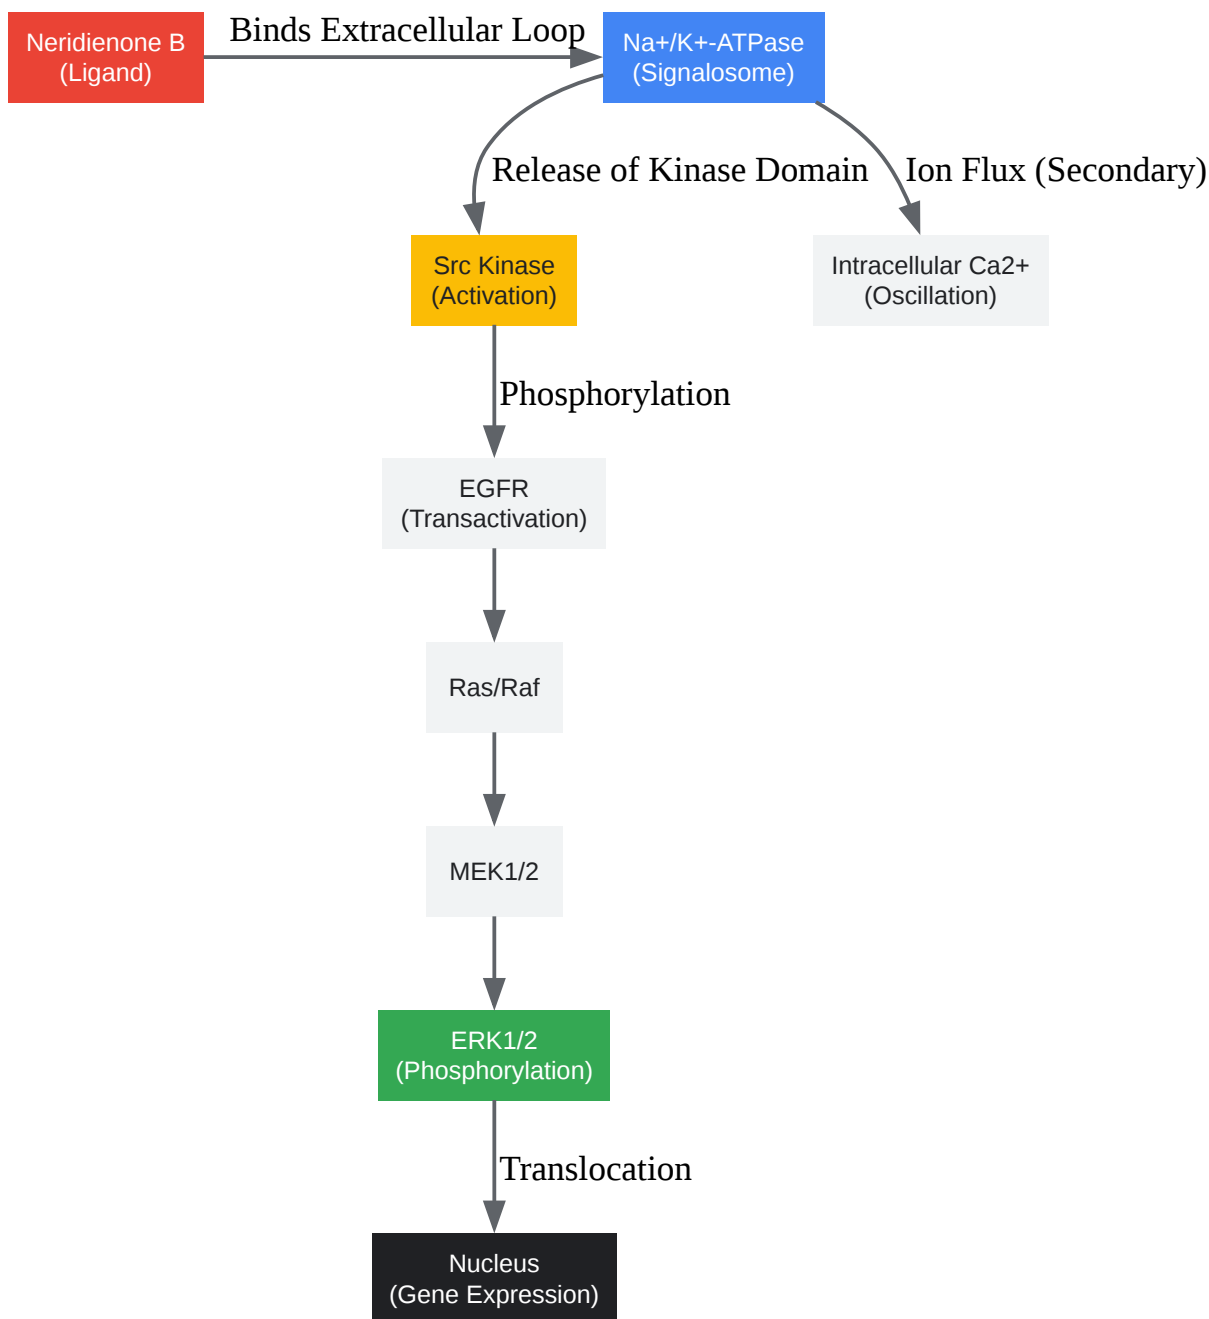 Neridienone B
(Ligand)
Binds Extracellular Loop
Na+/K+-ATPase
(Signalosome)
Release of Kinase Domain
Ion Flux (Secondary)
Src Kinase
(Activation)
Intracellular Ca2+
(Oscillation)
Phosphorylation
EGFR
(Transactivation)
Ras/Raf
MEK1/2
ERK1/2
(Phosphorylation)
Translocation
Nucleus
(Gene Expression)